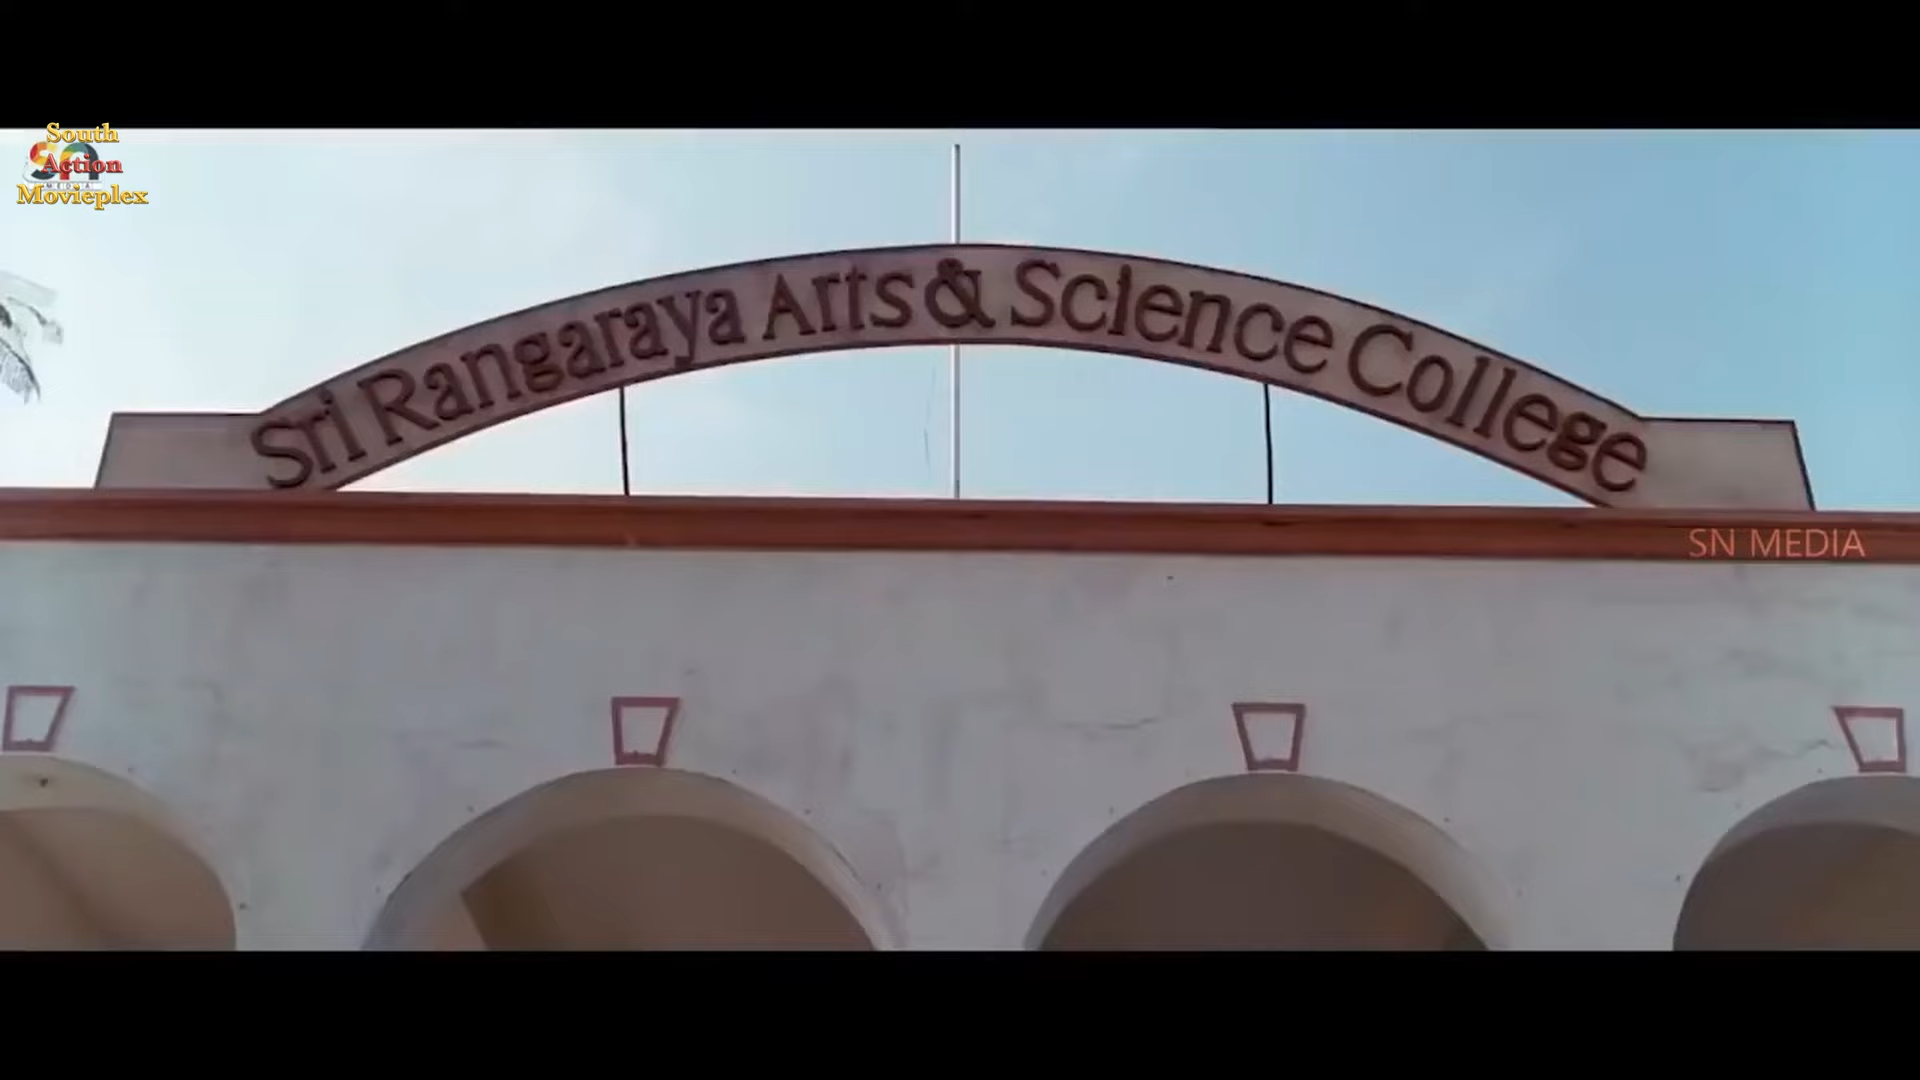 South
Action
Movieplex
Sri Rangaraya Arts & Science College
SN MEDIA